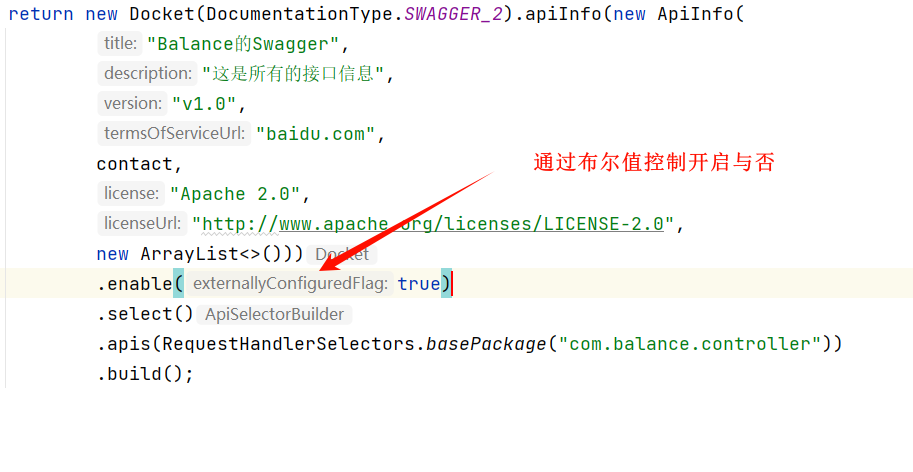 return new Docket(DocumentationType.SWAGGER_2).apiInfo(new ApiInfo(
title: "Balance的Swagger",
description: "这是所有的接口信息",
version: "v1.0",
termsOfServiceUrl: "baidu.com",
contact,
通过布尔值控制开启与否
license: "Apache 2.0",
licenseUrl: "http://www.apache.org/licenses/LICENSE-2.0",
new ArrayList<>())) Docket
.enable( externallyConfiguredFlag: true)
.select() ApiSelectorBuilder
.apis(RequestHandlerSelectors.basePackage("com.balance.controller"))
.build();